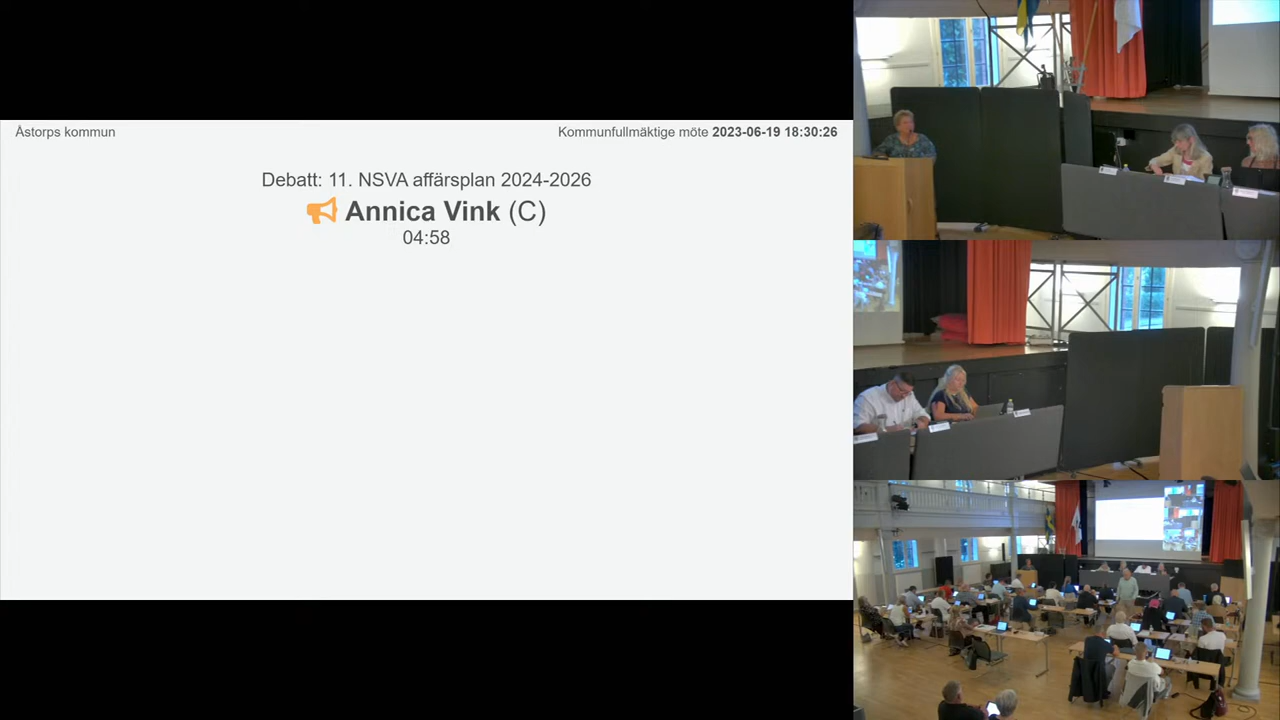 Åstorps kommun
Kommunfullmäktige möte 2023-06-19 18:30:26
Debatt: 11. NSVA affärsplan 2024-2026
Annica Vink (C)
04:58